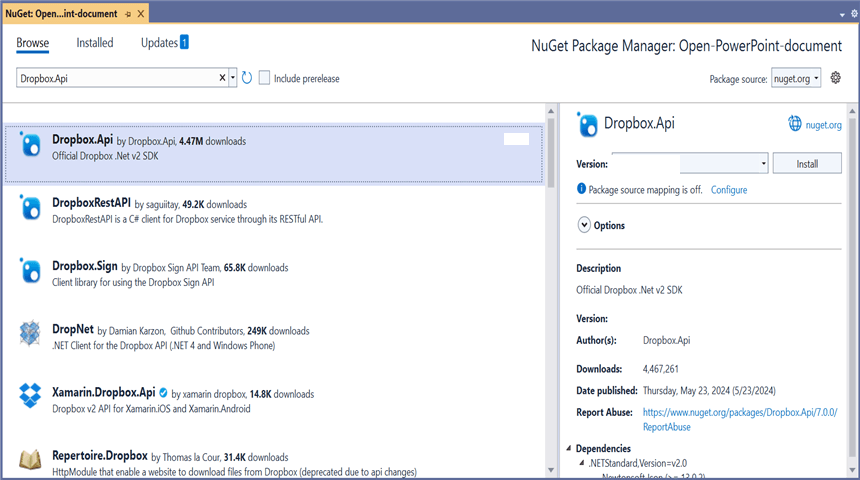 NuGet: Open...int-document
Browse Installed Updates 1
NuGet Package Manager: Open-PowerPoint-document
Dropbox.Api
Include prerelease
Package source: nuget.org
Dropbox.Api by Dropbox.Api, 4.47M downloads
Official Dropbox .Net v2 SDK
DropboxRestAPI by saguiitay, 49.2K downloads
DropboxRestAPI is a C# client for Dropbox service through its RESTful API.
Dropbox.Sign by Dropbox Sign API Team, 65.8K downloads
Client library for using the Dropbox Sign API
DropNet by Damian Karzon, Github Contributors, 249K downloads
.NET Client for the Dropbox API (.NET 4 and Windows Phone)
Xamarin.Dropbox.Api by xamarin dropbox, 14.8K downloads
Dropbox v2 API for Xamarin.iOS and Xamarin.Android
Repertoire.Dropbox by Thomas la Cour, 31.4K downloads
HttpModule that enable a website to download files from Dropbox (deprecated due to api changes)
Dropbox.Api
nuget.org
Version:
Install
Package source mapping is off. Configure
Options
Description
Official Dropbox .Net v2 SDK
Version:
Author(s): Dropbox.Api
Downloads: 4,467,261
Date published: Thursday, May 23, 2024 (5/23/2024)
Report Abuse: https://www.nuget.org/packages/Dropbox.Api/7.0.0/
ReportAbuse
Dependencies
.NETStandard,Version=v2.0
Newtonsoft.Json (>= 13.0.2)